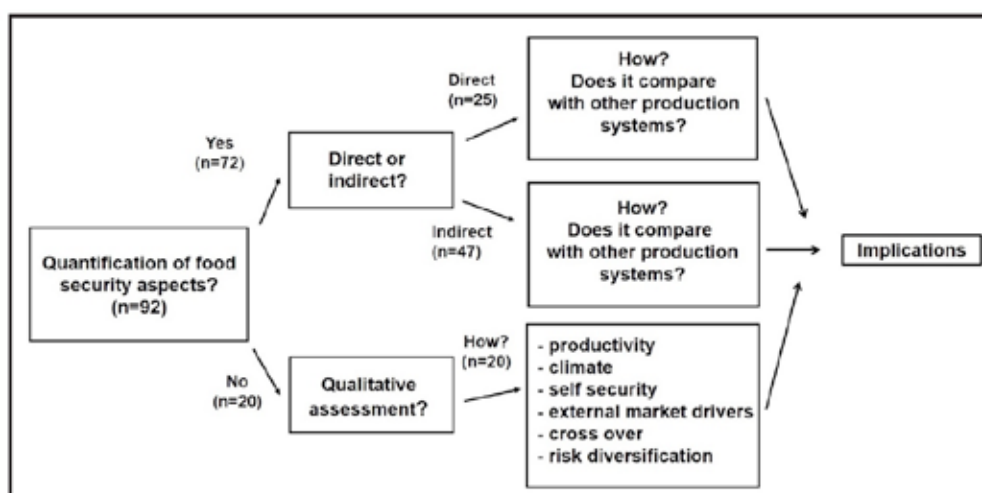 Quantification of food
security aspects?
(n=92)
Yes
(n=72)
No
(n=20)
Direct or
indirect?
Qualitative
assessment?
Direct
(n=25)
Indirect
(n=47)
How?
(n=20)
How?
Does it compare
with other production
systems?
How?
Does it compare
with other production
systems?
- productivity
- climate
- self security
- external market drivers
- cross over
- risk diversification
Implications